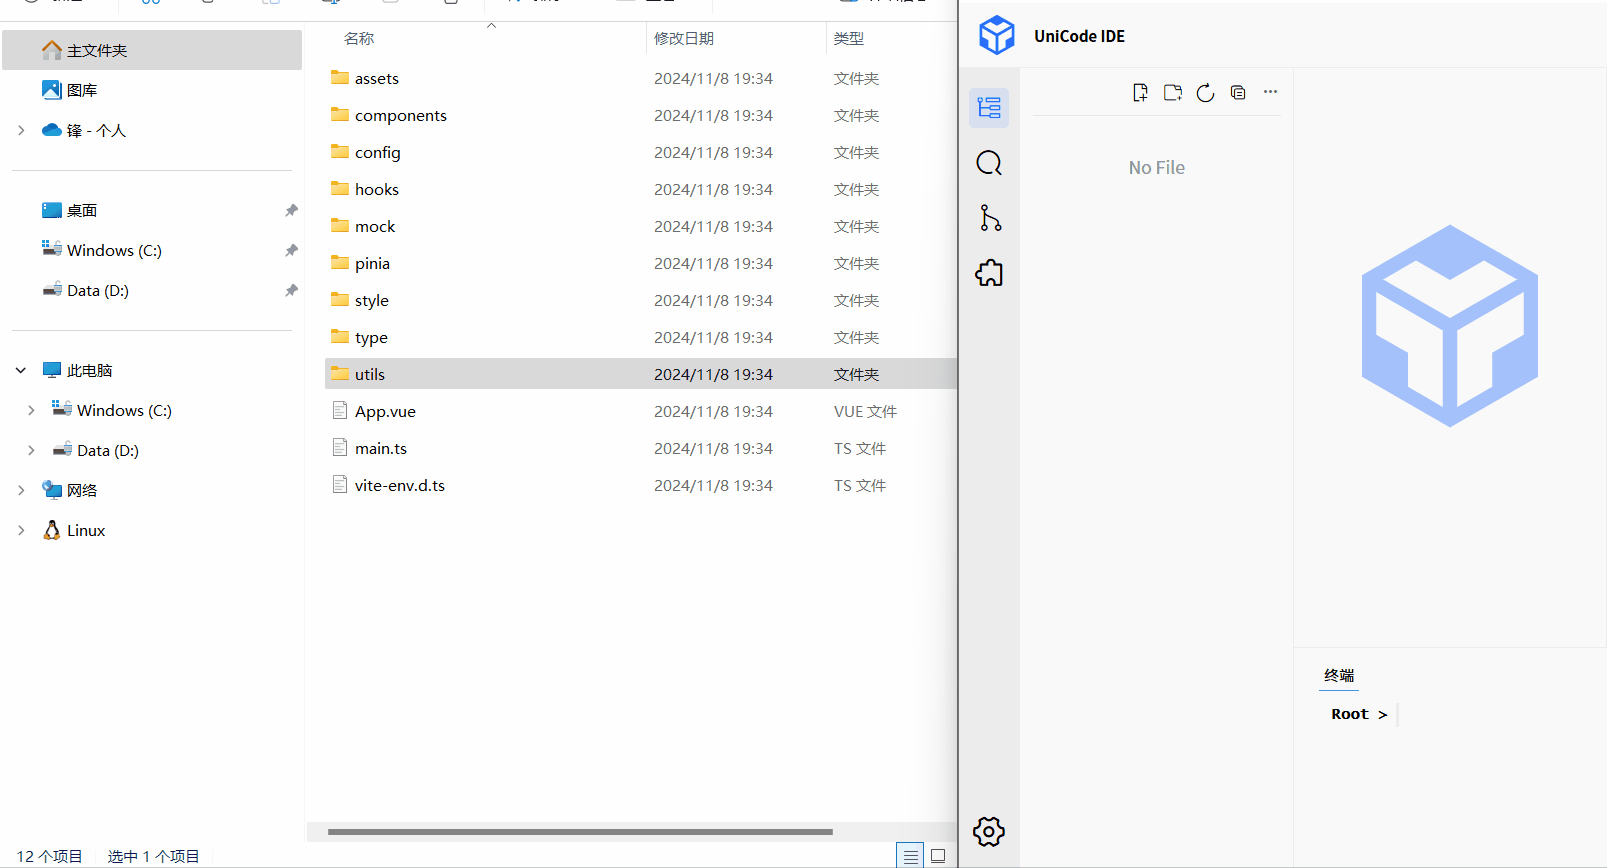 主文件夹
图库
锋 - 个人
桌面
Windows (C:)
Data (D:)
此电脑
Windows (C:)
Data (D:)
网络
Linux
名称 修改日期 类型
assets 2024/11/8 19:34 文件夹
components 2024/11/8 19:34 文件夹
config 2024/11/8 19:34 文件夹
hooks 2024/11/8 19:34 文件夹
mock 2024/11/8 19:34 文件夹
pinia 2024/11/8 19:34 文件夹
style 2024/11/8 19:34 文件夹
type 2024/11/8 19:34 文件夹
utils 2024/11/8 19:34 文件夹
App.vue 2024/11/8 19:34 VUE 文件
main.ts 2024/11/8 19:34 TS 文件
vite-env.d.ts 2024/11/8 19:34 TS 文件
12 个项目 选中 1 个项目
UniCode IDE
No File
终端
Root >